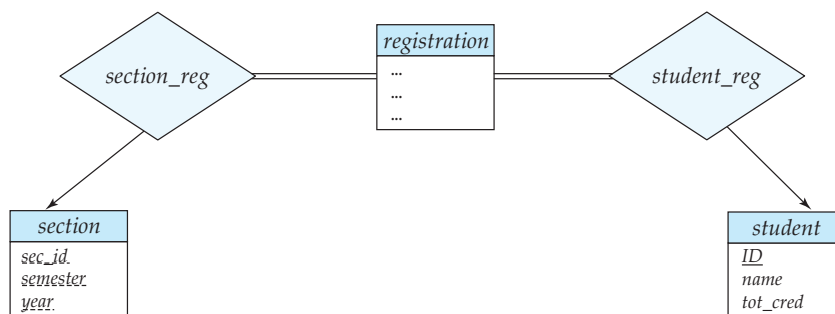 registration
section_reg
student_reg
...
...
...
section
sec_id
semester
year
student
ID
name
tot_cred